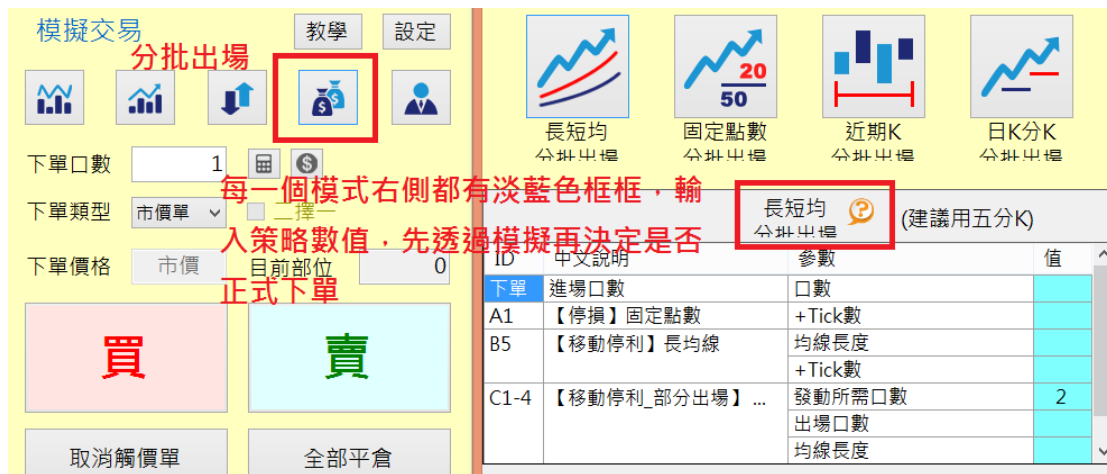 模擬交易
教學
設定
分批出場
下單口數
1
每一個模式右側都有淡藍色框框,輸
入策略數值,先透過模擬再決定是否
正式下單
下單類型
市價單
二擇一
下單價格
市價
目前部位
0
買
賣
取消觸價單
全部平倉
20
50
長短均
分批出場
固定點數
分批出場
近期K
分批出場
日K分K
分批出場
長短均
分批出場
(建議用五分K)
ID 中文說明 參數 值
下單 進場口數 口數
A1 【停損】固定點數 +Tick數
B5 【移動停利】長均線 均線長度
+Tick數
C1-4 【移動停利_部分出場】 ... 發動所需口數 2
出場口數
均線長度